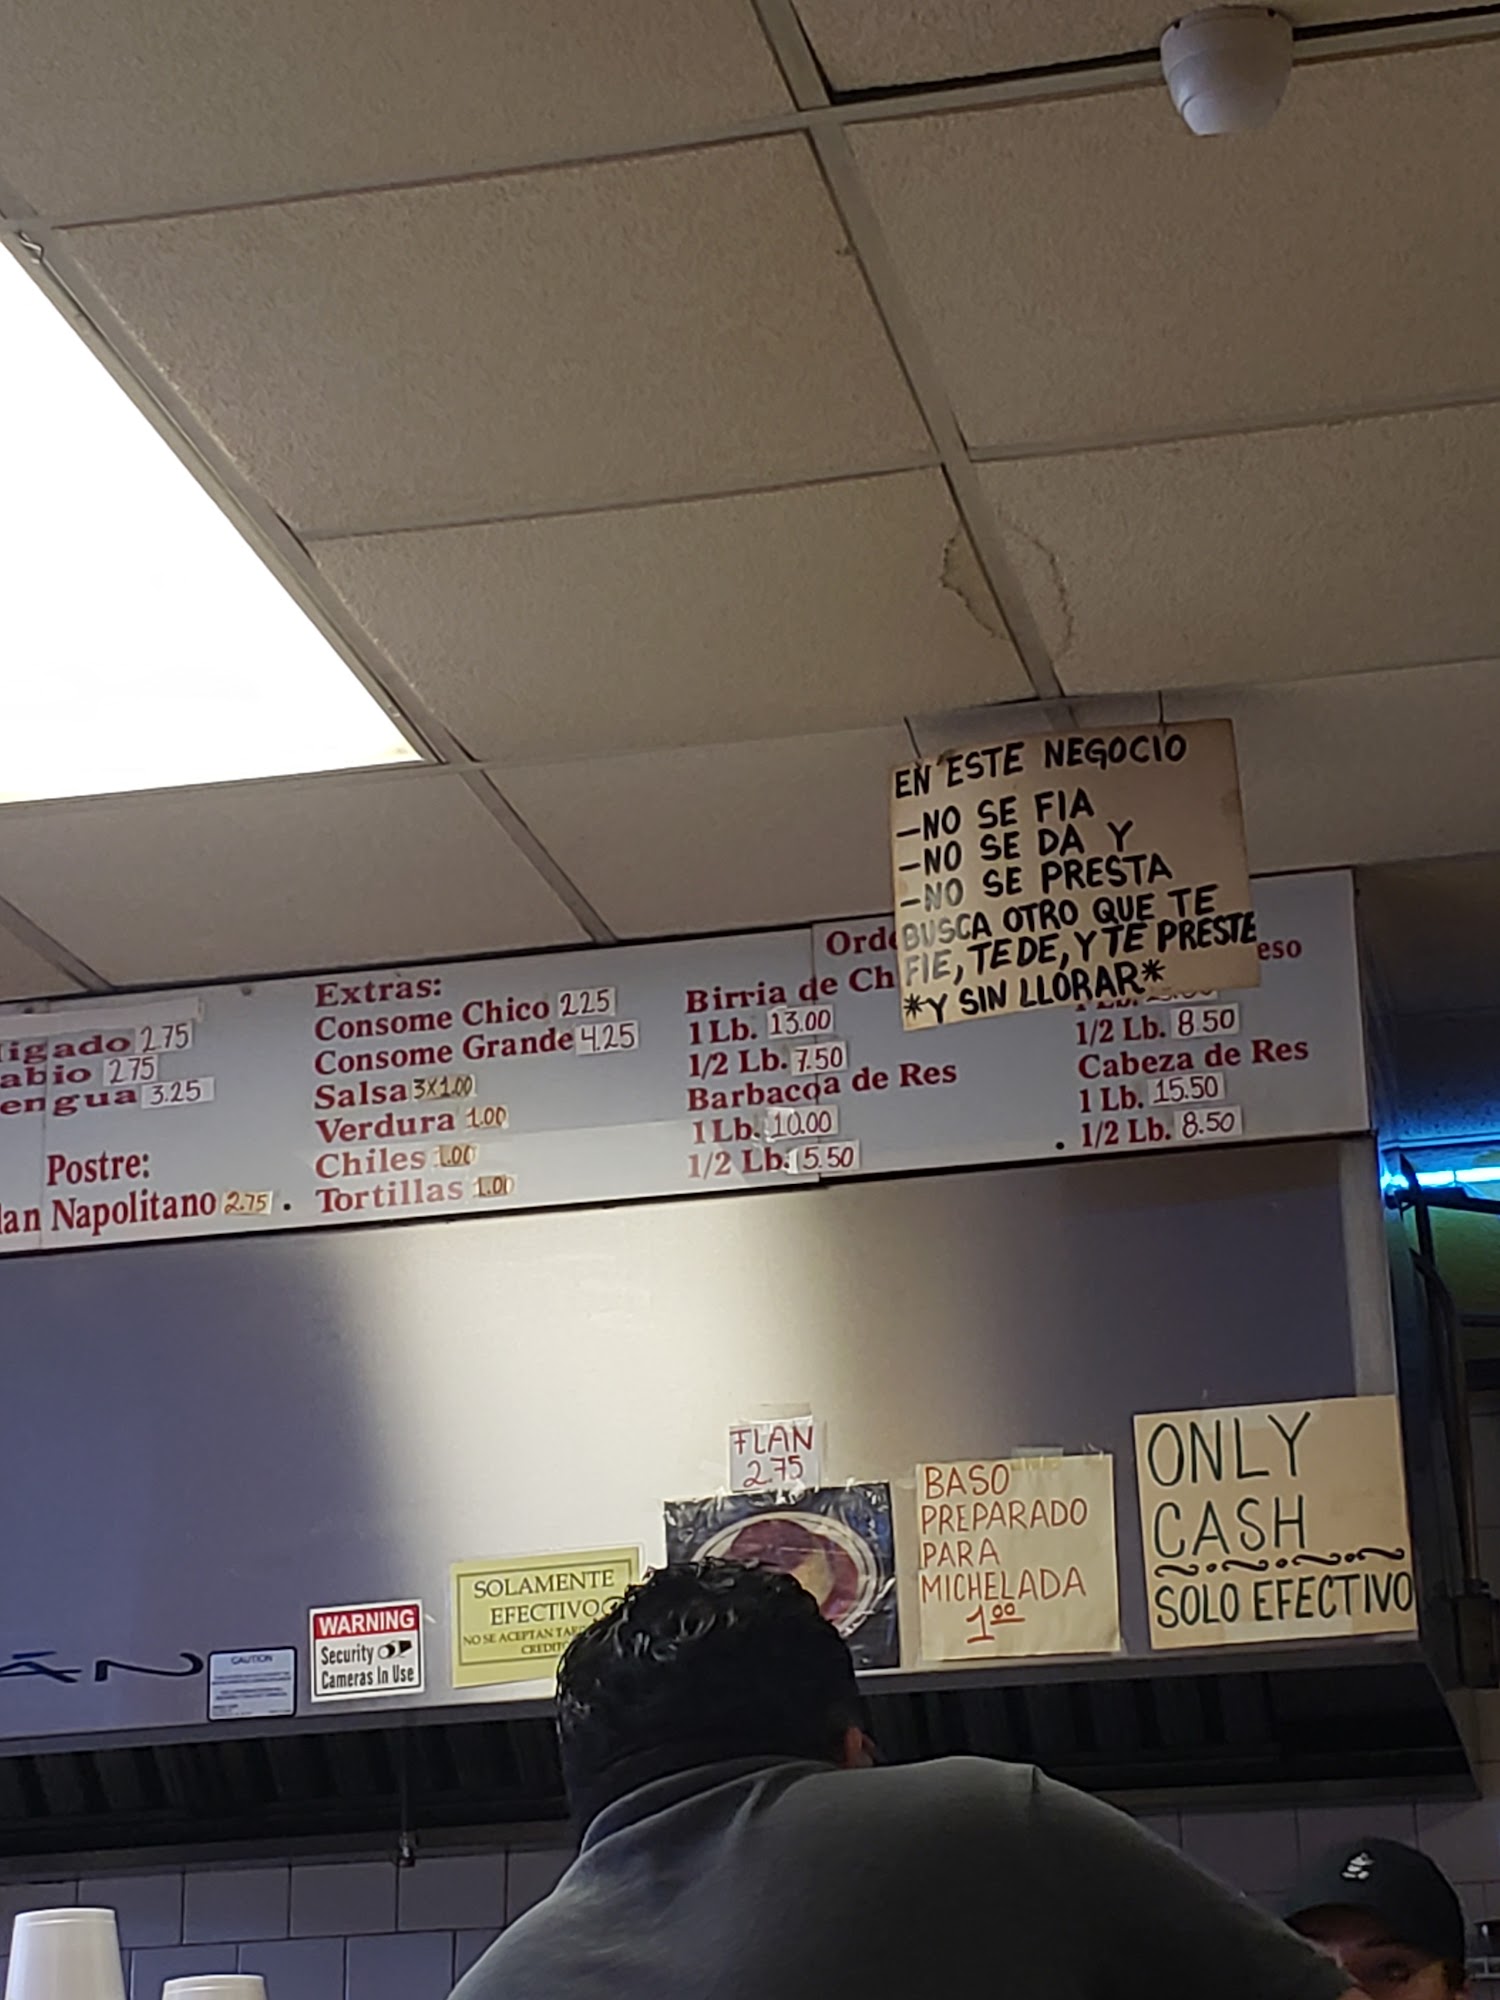 EN ESTE NEGOCIO
-NO SE FIA
-NO SE DA Y
-NO SE PRESTA
BUSCA OTRO QUE TE
FIE, TE DE, Y TE PRESTE
*Y SIN LLORAR*
2.75
2.75
3.25
Postre:
Napolitano 2.75 .
Extras:
Consome Chico 2.25
Consome Grande 4.25
Salsa 3X1.00
Verdura 1.00
Chiles 1.00
Tortillas 1.00
Birria de
1 Lb. 13.00
1/2 Lb. 7.50
Barbacoa de Res
1 Lb. 10.00
1/2 Lb. 5.50
1/2 Lb. 8.50
Cabeza de Res
1 Lb. 15.50
. 1/2 Lb. 8.50
FLAN
2.75
BASO
PREPARADO
PARA
MICHELADA
1.00
ONLY
CASH
SOLO EFECTIVO
SOLAMENTE
EFECTIVO
NO SE ACEPTAN
WARNING
Security
Cameras In Use
CAUTION